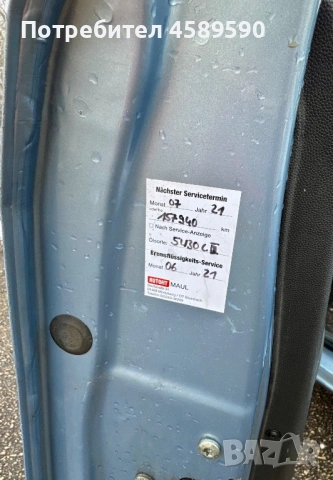 Потребител 4589590
Nächster Servicetermin
Monat 07 Jahr 21
157940 km
Nach Service-Anzeige
5W30 C III
Bremsflüssigkeits-Service
Monat 06 Jahr 21
MAUL
BAZAR